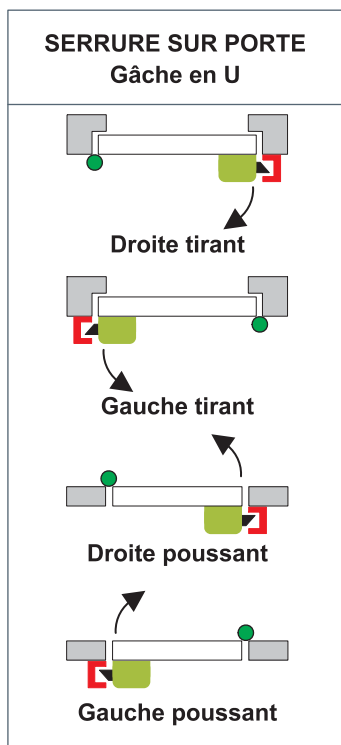 SERRURE SUR PORTE
Gâche en U
Droite tirant
Gauche tirant
Droite poussant
Gauche poussant